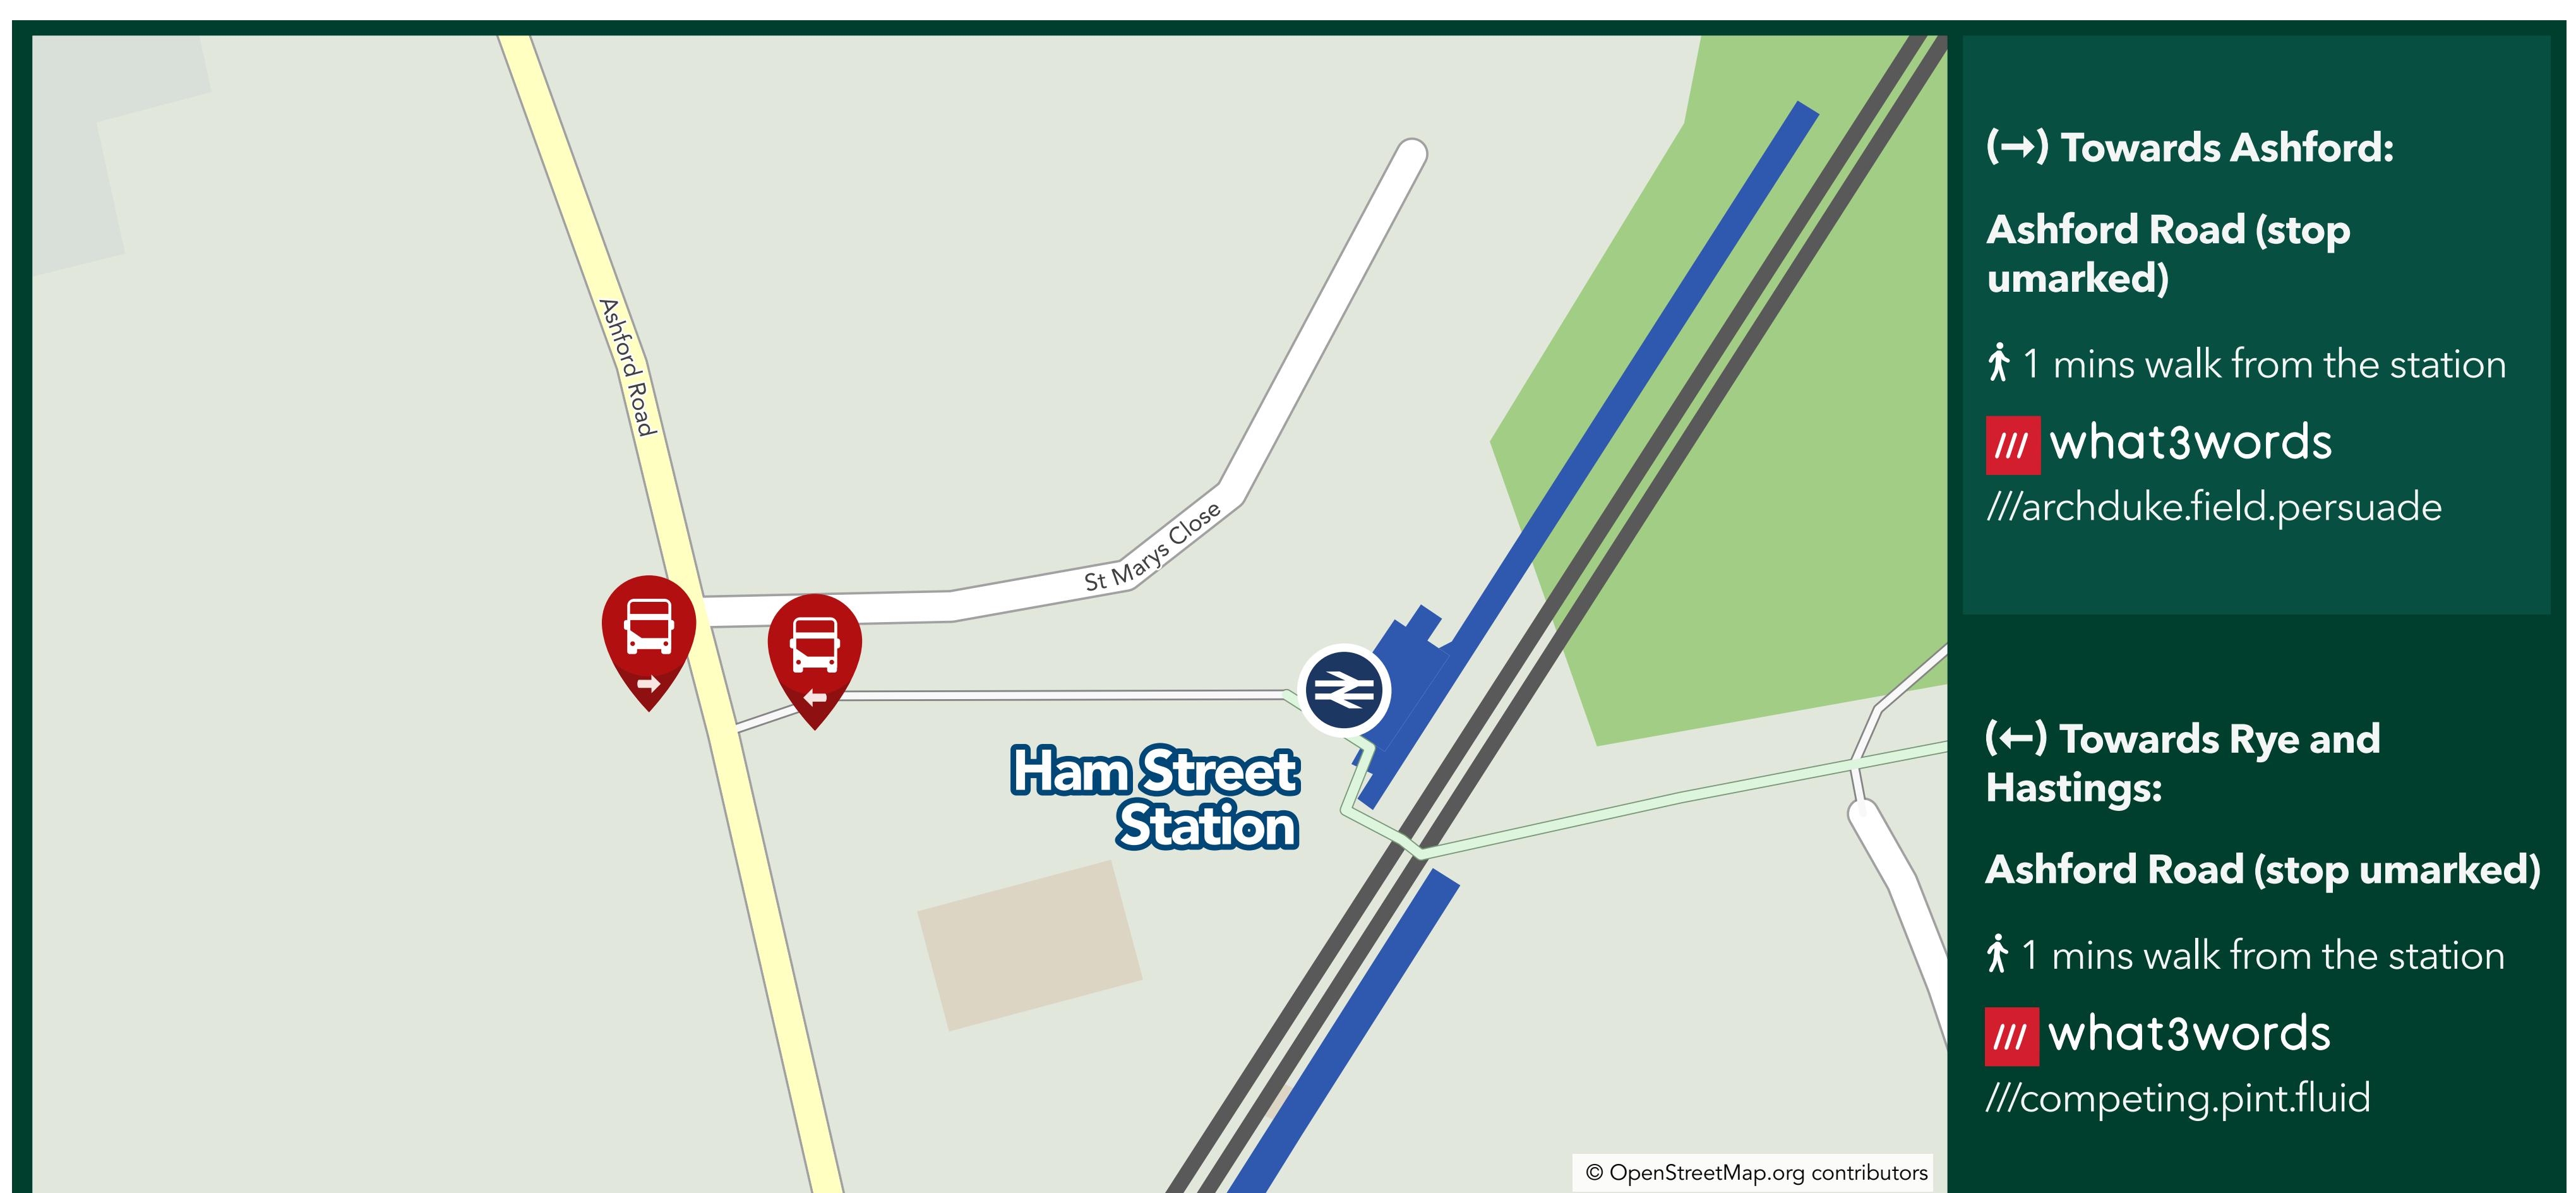 Ashford Road
St Marys Close
Ham Street
Station
© OpenStreetMap.org contributors
(→) Towards Ashford:
Ashford Road (stop
umarked)
1 mins walk from the station
what3words
///archduke.field.persuade
(←) Towards Rye and
Hastings:
Ashford Road (stop umarked)
1 mins walk from the station
what3words
///competing.pint.fluid